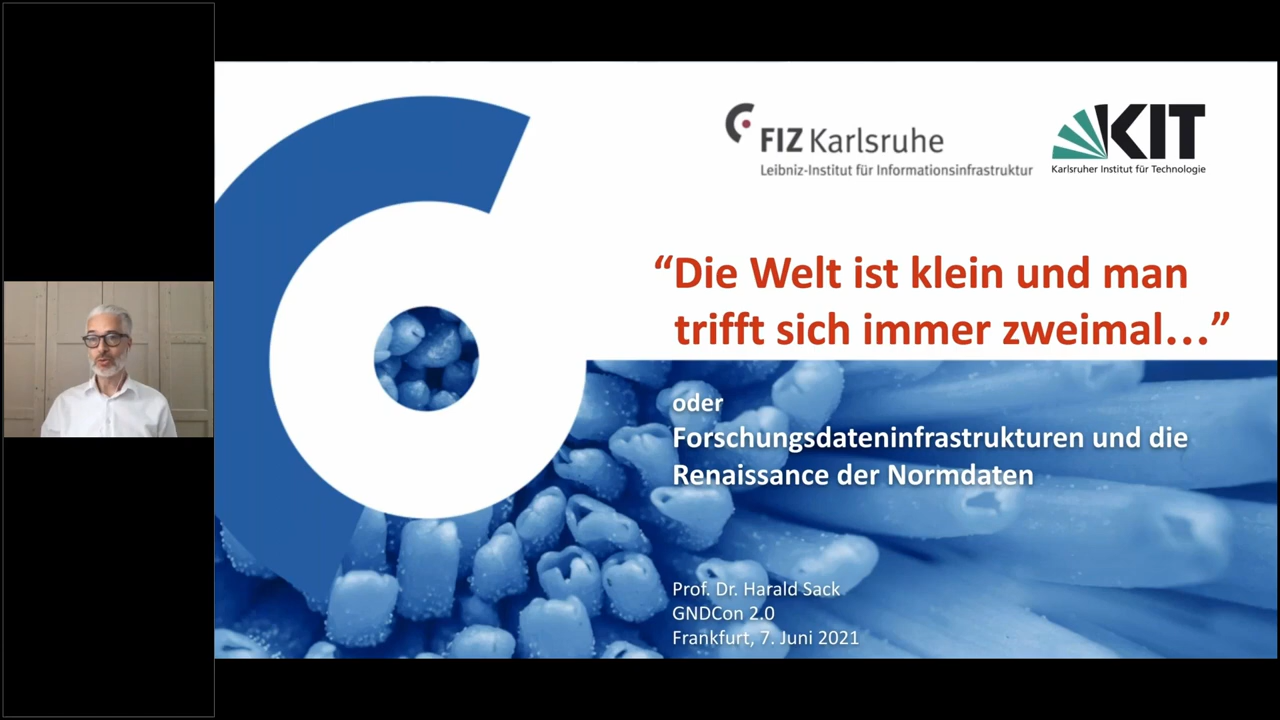 FIZ Karlsruhe
Leibniz-Institut für Informationsinfrastruktur
KIT
Karlsruher Institut für Technologie
“Die Welt ist klein und man
trifft sich immer zweimal…”
oder
Forschungsdateninfrastrukturen und die
Renaissance der Normdaten
Prof. Dr. Harald Sack
GNDCon 2.0
Frankfurt, 7. Juni 2021